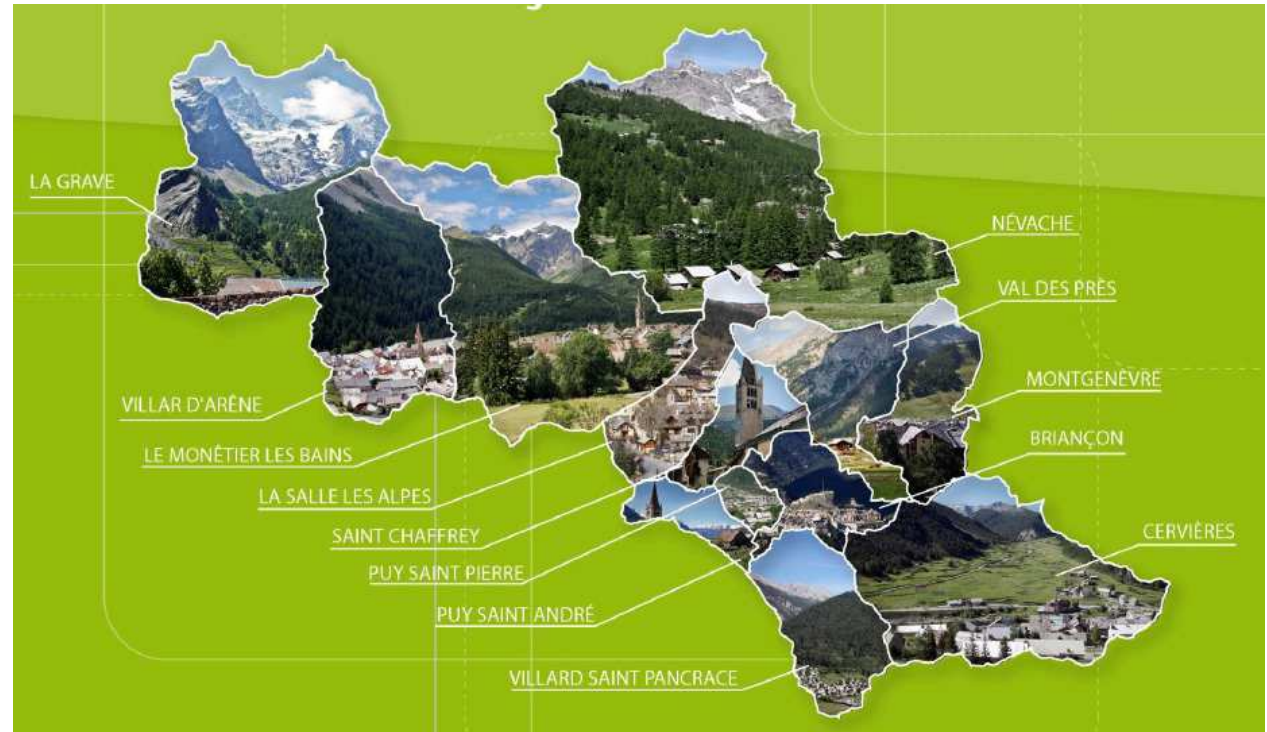 LA GRAVE
NÉVACHE
VAL DES PRÈS
MONTGENÈVRE
VILLAR D'ARÊNE
BRIANÇON
LE MONÊTIER LES BAINS
LA SALLE LES ALPES
SAINT CHAFFREY
CERVIÈRES
PUY SAINT PIERRE
PUY SAINT ANDRÉ
VILLARD SAINT PANCRACE